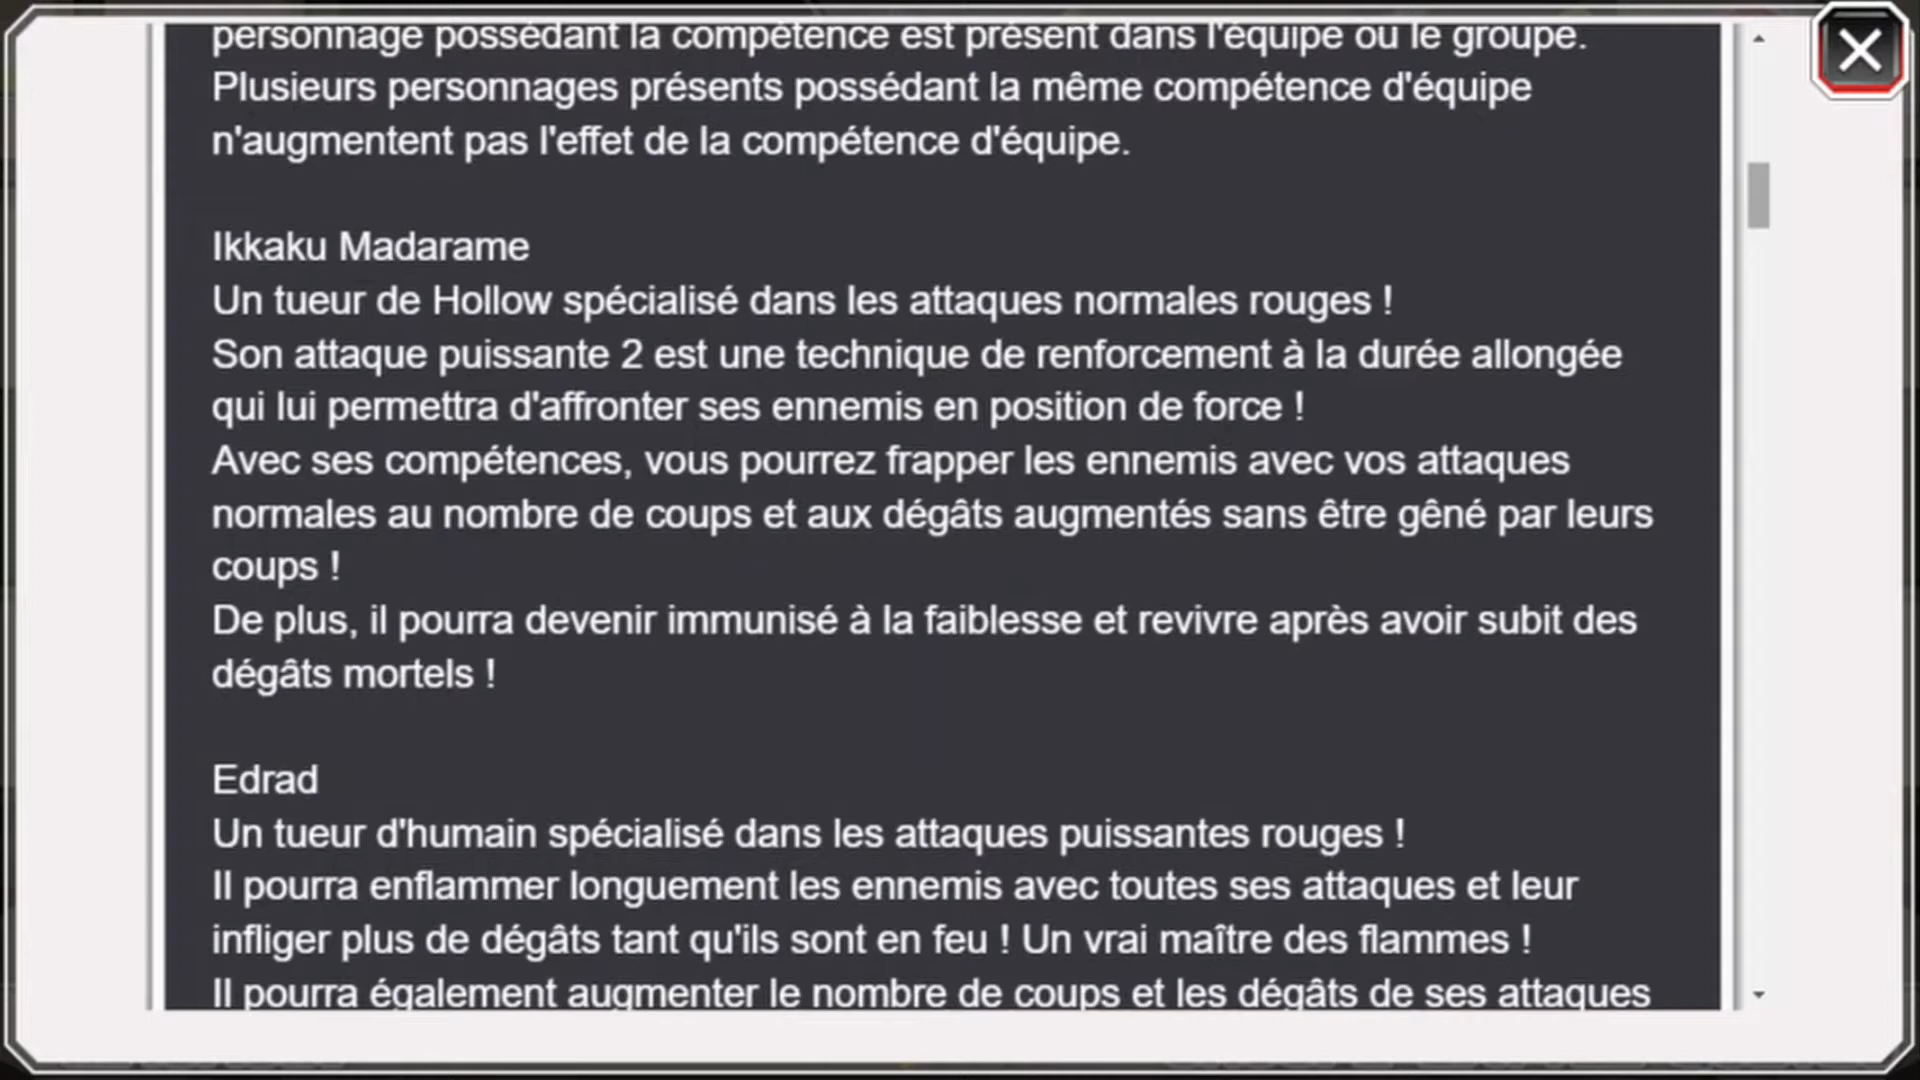 personnage possédant la compétence est présent dans l'équipe ou le groupe.
Plusieurs personnages présents possédant la même compétence d'équipe
n'augmentent pas l'effet de la compétence d'équipe.
Ikkaku Madarame
Un tueur de Hollow spécialisé dans les attaques normales rouges !
Son attaque puissante 2 est une technique de renforcement à la durée allongée
qui lui permettra d'affronter ses ennemis en position de force !
Avec ses compétences, vous pourrez frapper les ennemis avec vos attaques
normales au nombre de coups et aux dégâts augmentés sans être gêné par leurs
coups !
De plus, il pourra devenir immunisé à la faiblesse et revivre après avoir subit des
dégâts mortels !
Edrad
Un tueur d'humain spécialisé dans les attaques puissantes rouges !
Il pourra enflammer longuement les ennemis avec toutes ses attaques et leur
infliger plus de dégâts tant qu'ils sont en feu ! Un vrai maître des flammes !
Il pourra également augmenter le nombre de coups et les dégâts de ses attaques